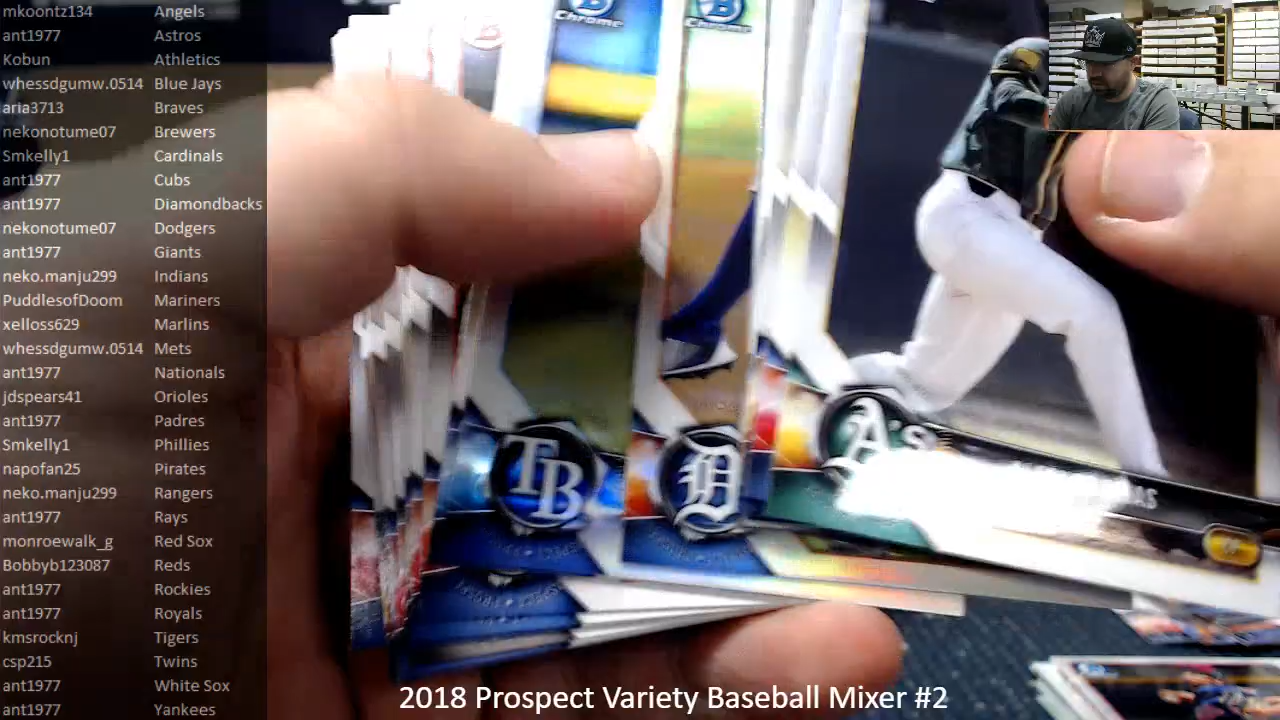 mkoontz134 Angels
ant1977 Astros
Kobun Athletics
whessdgumw.0514 Blue Jays
aria3713 Braves
nekonotume07 Brewers
Smkelly1 Cardinals
ant1977 Cubs
ant1977 Diamondbacks
nekonotume07 Dodgers
ant1977 Giants
neko.manju299 Indians
PuddlesofDoom Mariners
xelloss629 Marlins
whessdgumw.0514 Mets
ant1977 Nationals
jdspears41 Orioles
ant1977 Padres
Smkelly1 Phillies
napofan25 Pirates
neko.manju299 Rangers
ant1977 Rays
monroewalk_g Red Sox
Bobbyb123087 Reds
ant1977 Rockies
ant1977 Royals
kmsrocknj Tigers
csp215 Twins
ant1977 White Sox
ant1977 Yankees
Chrome
Chrome
TB
D
A's
2018 Prospect Variety Baseball Mixer #2